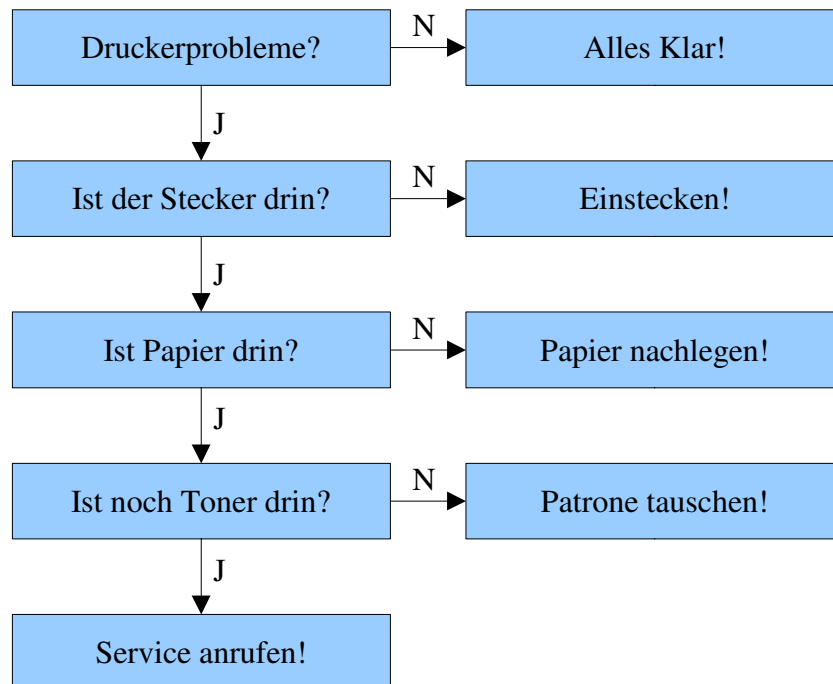 Druckerprobleme?
N
Alles Klar!
J
Ist der Stecker drin?
N
Einstecken!
J
Ist Papier drin?
N
Papier nachlegen!
J
Ist noch Toner drin?
N
Patrone tauschen!
J
Service anrufen!